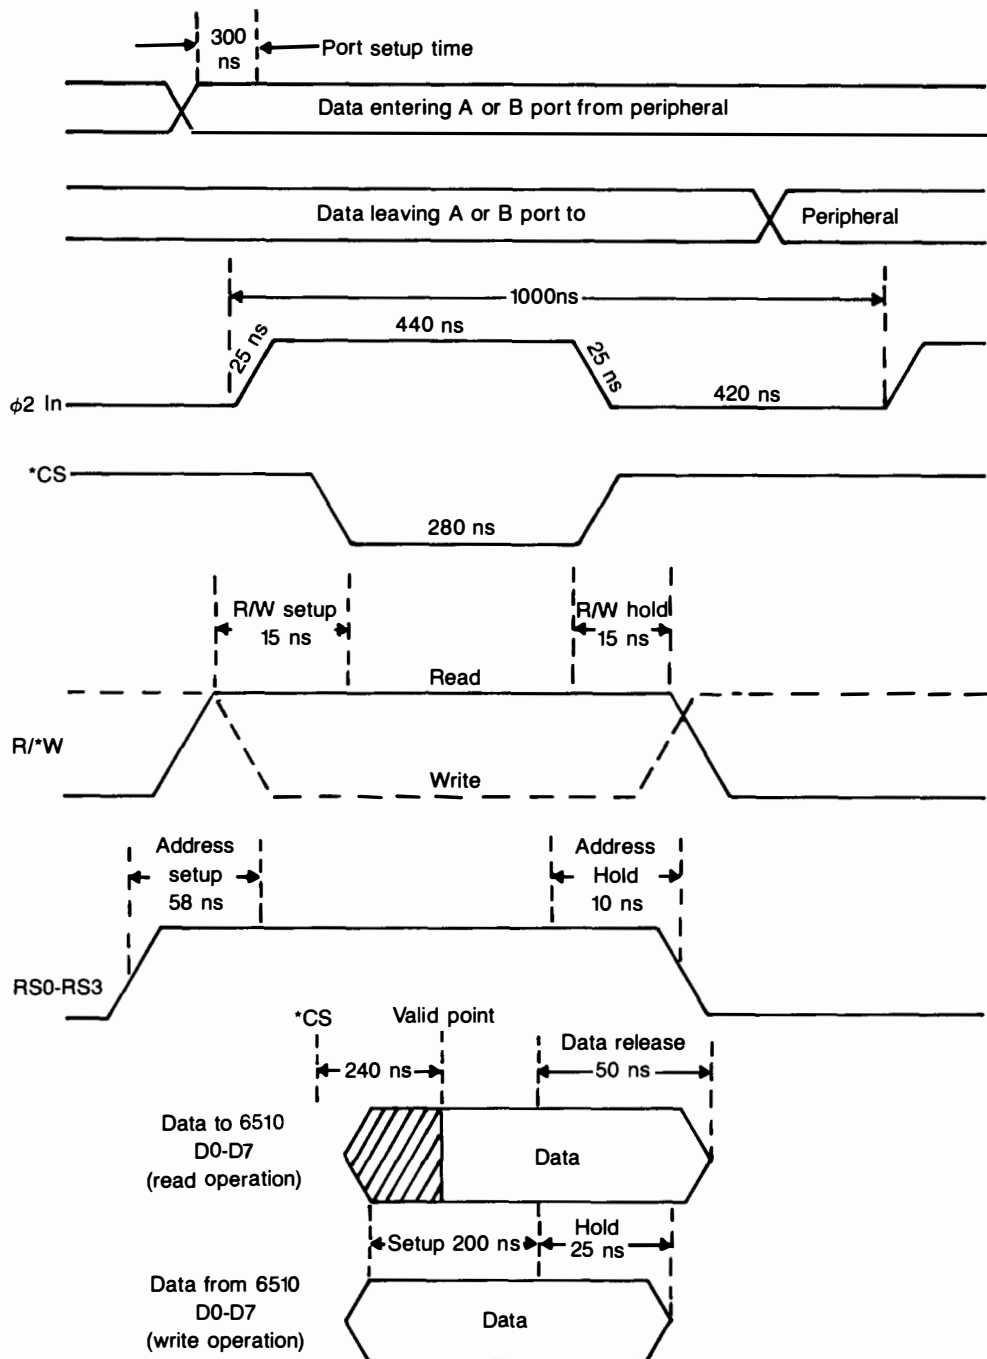 300
ns
Port setup time
Data entering A or B port from peripheral
Data leaving A or B port to
Peripheral
1000ns
25 ns
440 ns
25 ns
420 ns
ϕ2 In
*CS
280 ns
R/W setup
15 ns
R/W hold
15 ns
Read
R/*W
Write
Address
setup
58 ns
Address
Hold
10 ns
RS0-RS3
*CS
Valid point
240 ns
Data release
50 ns
Data to 6510
D0-D7
(read operation)
Data
Setup 200 ns
Hold
25 ns
Data from 6510
D0-D7
(write operation)
Data